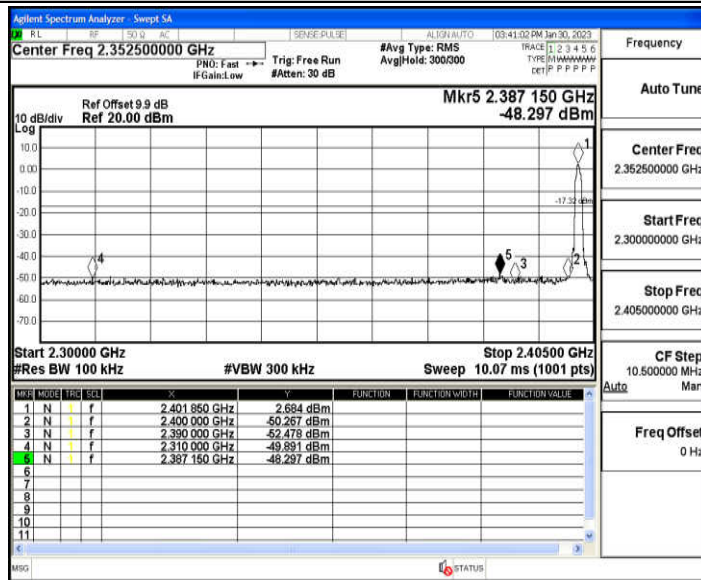 Agilent Spectrum Analyzer - Swept SA
RL RF 50 Ω AC SENSE:PULSE ALIGN AUTO 03:41:02 PM Jan 30, 2023
Center Freq 2.352500000 GHz
PNO: Fast Trig: Free Run
IFGain:Low #Atten: 30 dB
#Avg Type: RMS
Avg|Hold: 300/300
TRACE 1 2 3 4 5 6
TYPE M WWWWW
DET P P P P P P
Ref Offset 9.9 dB
10 dB/div Ref 20.00 dBm
Log
Mkr5 2.387 150 GHz
-48.297 dBm
10.0
0.00
-10.0
-20.0
-30.0
-40.0
-50.0
-60.0
-70.0
1
-17.32 dBm
4
5
3
2
Start 2.30000 GHz Stop 2.40500 GHz
#Res BW 100 kHz #VBW 300 kHz Sweep 10.07 ms (1001 pts)
MKR MODE TRC SCL X Y FUNCTION FUNCTION WIDTH FUNCTION VALUE
1 N 1 f 2.401 850 GHz 2.684 dBm
2 N 1 f 2.400 000 GHz -50.267 dBm
3 N 1 f 2.390 000 GHz -52.478 dBm
4 N 1 f 2.310 000 GHz -49.891 dBm
5 N 1 f 2.387 150 GHz -48.297 dBm
6
7
8
9
10
11
MSG STATUS
Frequency
Auto Tune
Center Freq
2.352500000 GHz
Start Freq
2.300000000 GHz
Stop Freq
2.405000000 GHz
CF Step
10.500000 MHz
Auto Man
Freq Offset
0 Hz